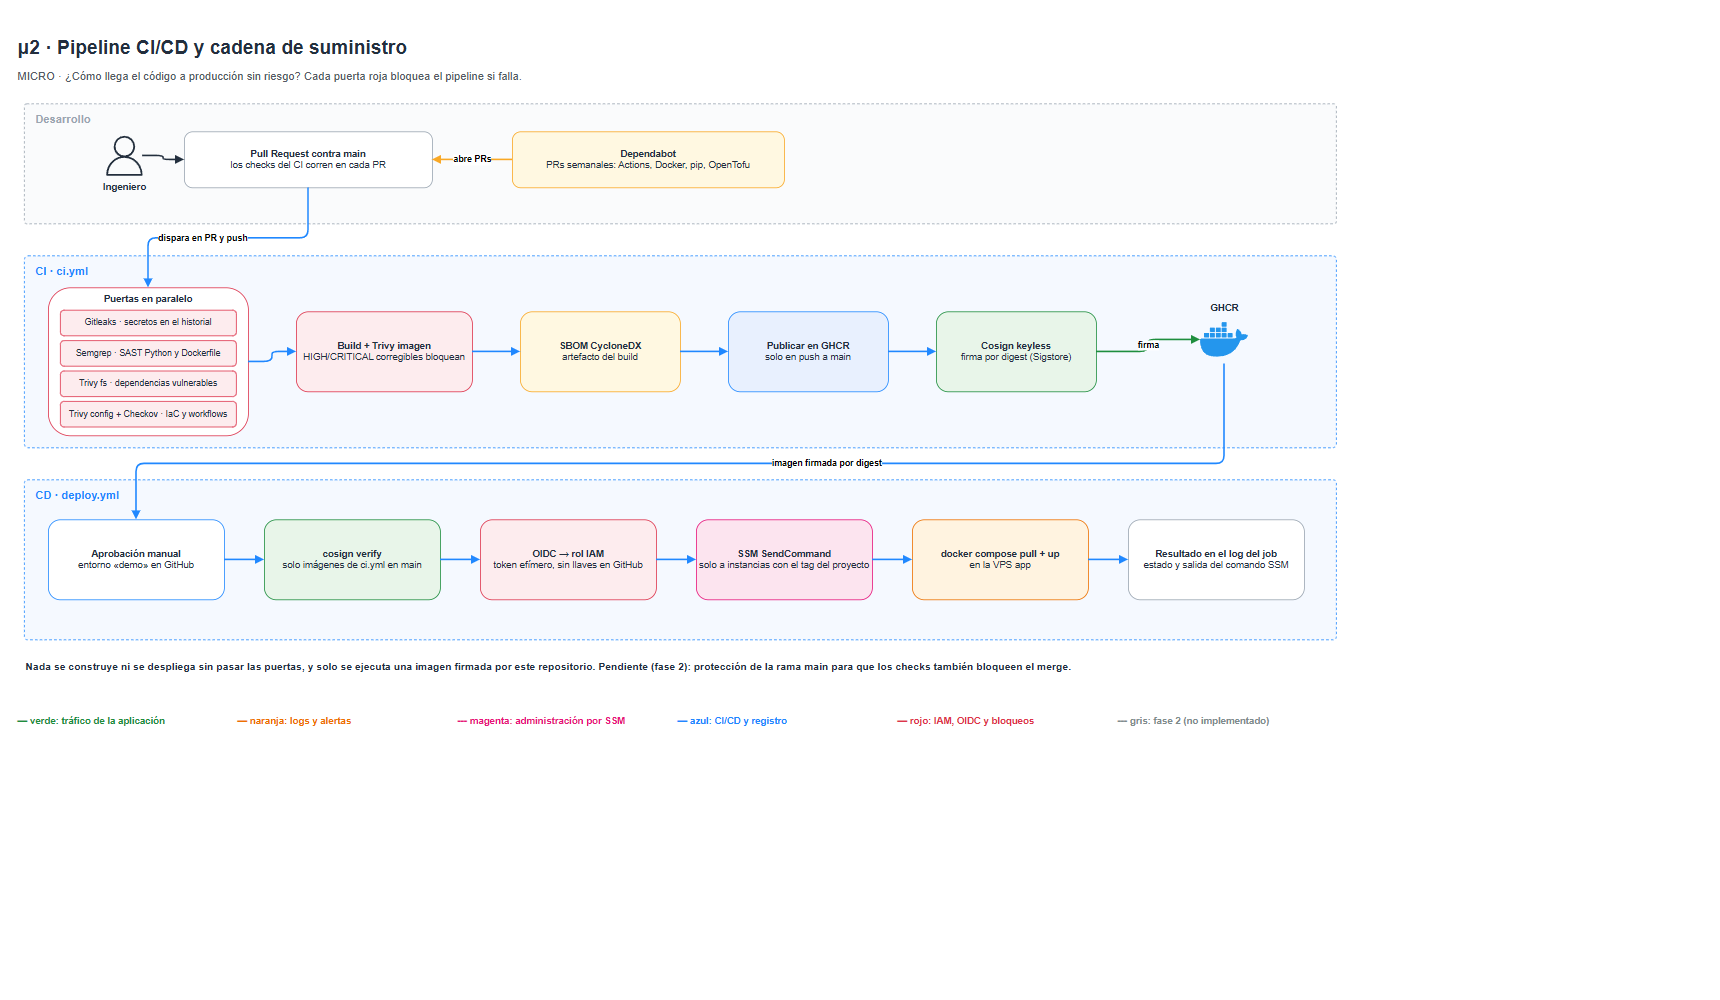 µ2 · Pipeline CI/CD y cadena de suministro
MICRO · ¿Cómo llega el código a producción sin riesgo? Cada puerta roja bloquea el pipeline si falla.
Desarrollo
Ingeniero
Pull Request contra main
los checks del CI corren en cada PR
abre PRs
Dependabot
PRs semanales: Actions, Docker, pip, OpenTofu
dispara en PR y push
CI · ci.yml
Puertas en paralelo
Gitleaks · secretos en el historial
Semgrep · SAST Python y Dockerfile
Trivy fs · dependencias vulnerables
Trivy config + Checkov · IaC y workflows
Build + Trivy imagen
HIGH/CRITICAL corregibles bloquean
SBOM CycloneDX
artefacto del build
Publicar en GHCR
solo en push a main
Cosign keyless
firma por digest (Sigstore)
firma
GHCR
imagen firmada por digest
CD · deploy.yml
Aprobación manual
entorno «demo» en GitHub
cosign verify
solo imágenes de ci.yml en main
OIDC → rol IAM
token efímero, sin llaves en GitHub
SSM SendCommand
solo a instancias con el tag del proyecto
docker compose pull + up
en la VPS app
Resultado en el log del job
estado y salida del comando SSM
Nada se construye ni se despliega sin pasar las puertas, y solo se ejecuta una imagen firmada por este repositorio. Pendiente (fase 2): protección de la rama main para que los checks también bloqueen el merge.
— verde: tráfico de la aplicación
— naranja: logs y alertas
— magenta: administración por SSM
— azul: CI/CD y registro
— rojo: IAM, OIDC y bloqueos
— gris: fase 2 (no implementado)